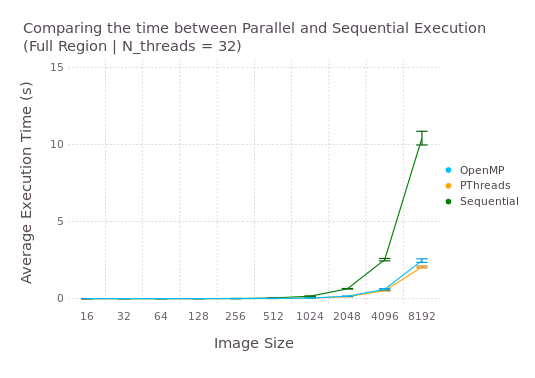 Comparing the time between Parallel and Sequential Execution
(Full Region | N_threads = 32)
Average Execution Time (s)
15
10
5
0
16 32 64 128 256 512 1024 2048 4096 8192
Image Size
OpenMP
PThreads
Sequential